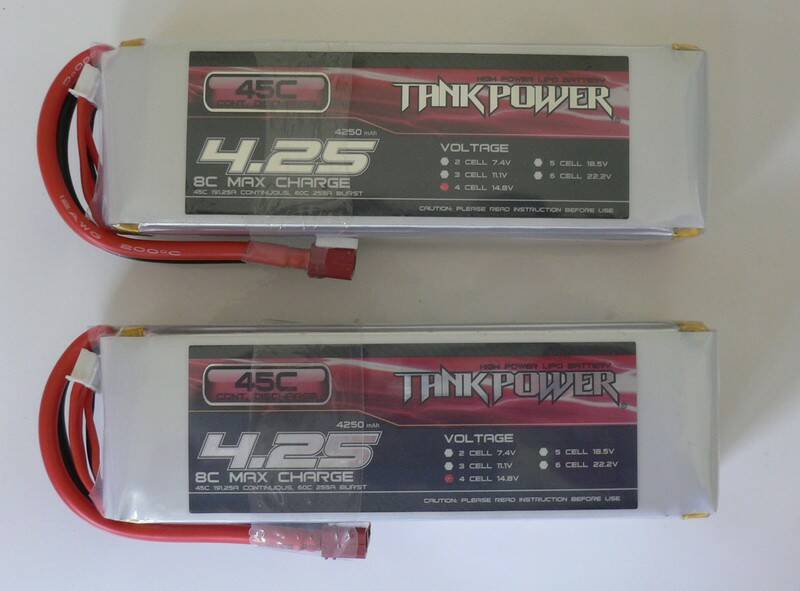 45C
CONT. DISCHARGE
HIGH POWER LIPO BATTERY
TANKPOWER
4250 mAh
4.25
8C MAX CHARGE
45C 191.25A CONTINUOUS, 60C 255A BURST
VOLTAGE
2 CELL 7.4V
3 CELL 11.1V
4 CELL 14.8V
5 CELL 18.5V
6 CELL 22.2V
CAUTION: PLEASE READ INSTRUCTION BEFORE USE
12AWG 200°C
45C
CONT. DISCHARGE
HIGH POWER LIPO BATTERY
TANKPOWER
4250 mAh
4.25
8C MAX CHARGE
45C 191.25A CONTINUOUS, 60C 255A BURST
VOLTAGE
2 CELL 7.4V
3 CELL 11.1V
4 CELL 14.8V
5 CELL 18.5V
6 CELL 22.2V
CAUTION: PLEASE READ INSTRUCTION BEFORE USE